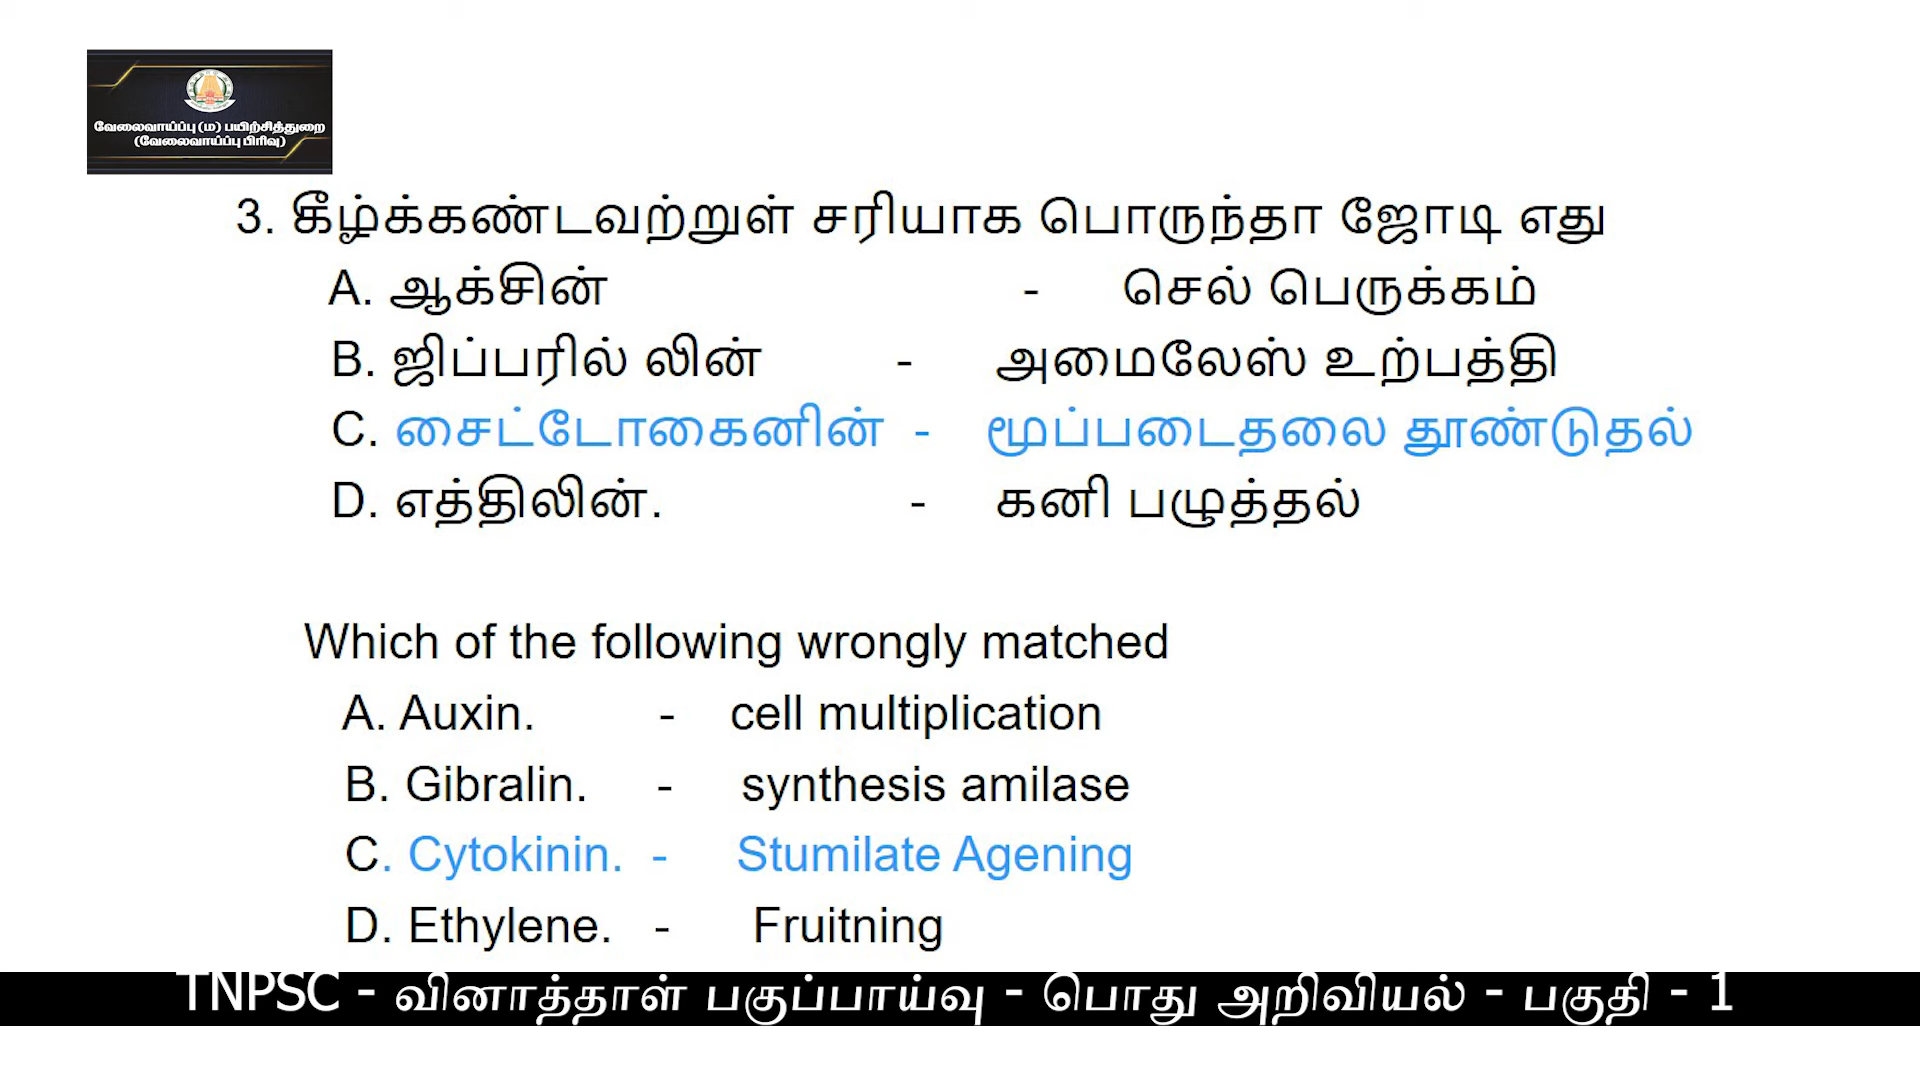 வேலைவாய்ப்பு (ம) பயிற்சித்துறை
(வேலைவாய்ப்பு பிரிவு)
3. கீழ்க்கண்டவற்றுள் சரியாக பொருந்தா ஜோடி எது
A. ஆக்சின் - செல் பெருக்கம்
B. ஜிப்பரில் லின் - அமைலேஸ் உற்பத்தி
C. சைட்டோகைனின் - மூப்படைதலை தூண்டுதல்
D. எத்திலின். - கனி பழுத்தல்
Which of the following wrongly matched
A. Auxin. - cell multiplication
B. Gibralin. - synthesis amilase
C. Cytokinin. - Stumilate Agening
D. Ethylene. - Fruitning
TNPSC - வினாத்தாள் பகுப்பாய்வு - பொது அறிவியல் - பகுதி - 1